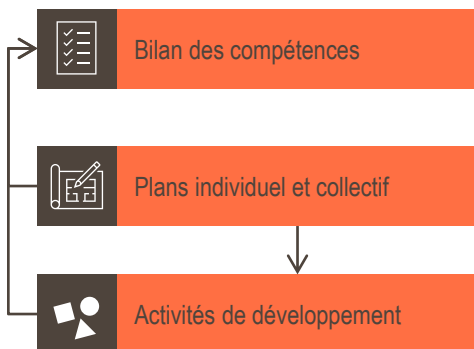 Bilan des compétences
Plans individuel et collectif
Activités de développement